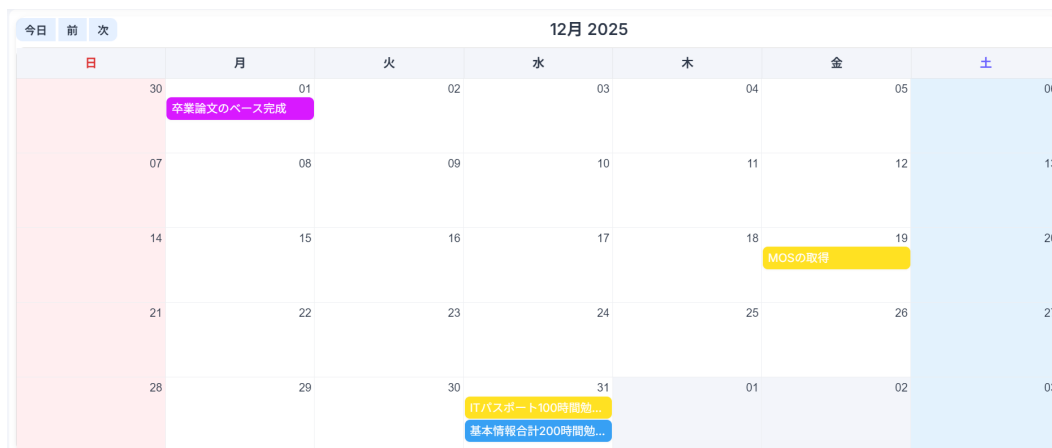 今日 前 次
12月 2025
日 月 火 水 木 金 土
30 01 02 03 04 05
卒業論文のベース完成
07 08 09 10 11 12
14 15 16 17 18 19
MOSの取得
21 22 23 24 25 26
28 29 30 31 01 02
ITパスポート100時間勉...
基本情報合計200時間勉...